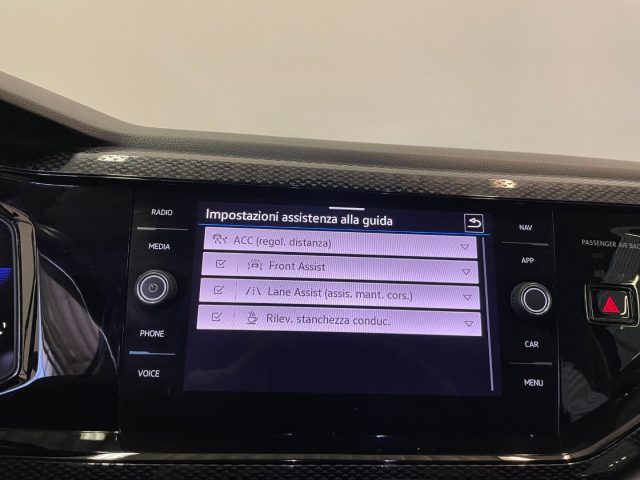 RADIO
MEDIA
PHONE
VOICE
Impostazioni assistenza alla guida
ACC (regol. distanza)
Front Assist
Lane Assist (assis. mant. cors.)
Rilev. stanchezza conduc.
NAV
APP
CAR
MENU
PASSENGER AIR BAG
OFF